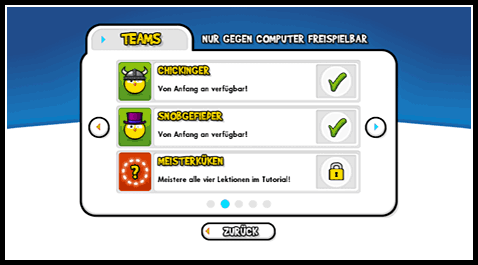 TEAMS
NUR GEGEN COMPUTER FREISPIELBAR
CHICKINGER
Von Anfang an verfügbar!
SNOBGEFIEDER
Von Anfang an verfügbar!
?
MEISTERKÜKEN
Meistere alle vier Lektionen im Tutorial!
ZURÜCK